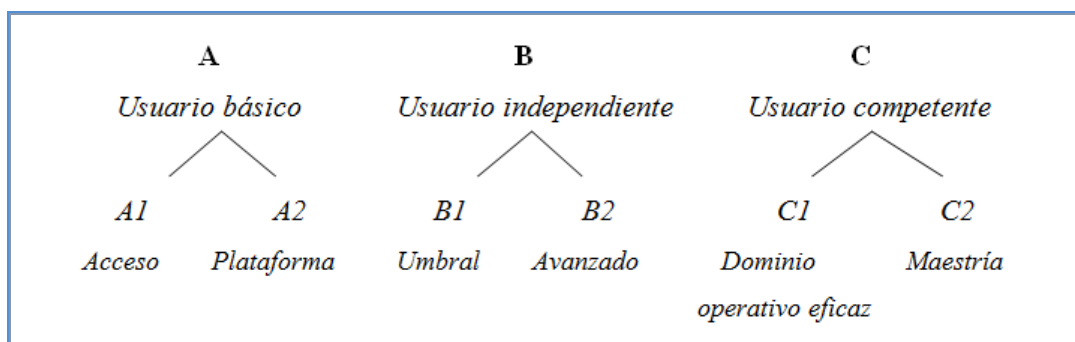 A B C
Usuario básico Usuario independiente Usuario competente
A1 A2 B1 B2 C1 C2
Acceso Plataforma Umbral Avanzado Dominio Maestría
operativo eficaz